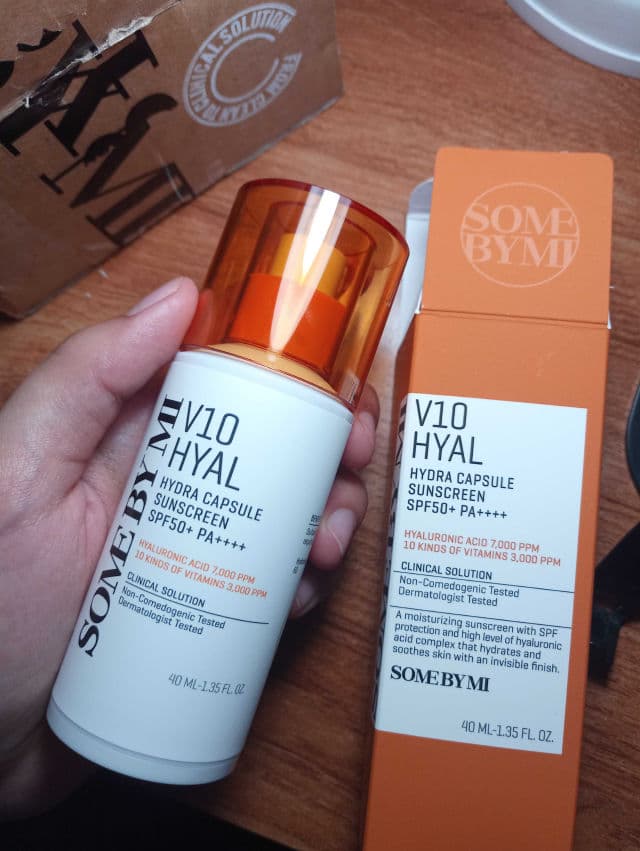 FROM CLEAN TO CLINICAL SOLUTION
SOME BY MI
V10
HYAL
HYDRA CAPSULE
SUNSCREEN
SPF50+ PA++++
HYALURONIC ACID 7,000 PPM
10 KINDS OF VITAMINS 3,000 PPM
CLINICAL SOLUTION
Non-Comedogenic Tested
Dermatologist Tested
40 ML-1.35 FL. OZ.
SOME
BY MI
V10
HYAL
HYDRA CAPSULE
SUNSCREEN
SPF50+ PA++++
HYALURONIC ACID 7,000 PPM
10 KINDS OF VITAMINS 3,000 PPM
CLINICAL SOLUTION
Non-Comedogenic Tested
Dermatologist Tested
A moisturizing sunscreen with SPF
protection and high level of hyaluronic
acid complex that hydrates and
soothes skin with an invisible finish.
SOME BY MI
40 ML-1.35 FL. OZ.